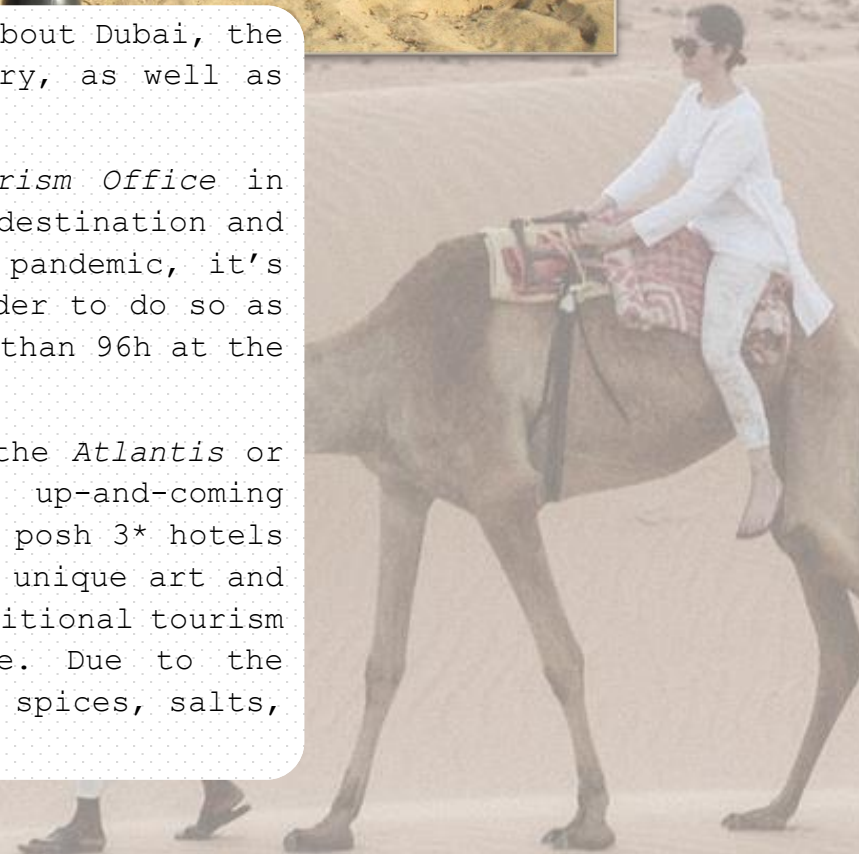 bout Dubai, the
ry, as well as
rism Office in
destination and
pandemic, it's
der to do so as
than 96h at the
the Atlantis or
up-and-coming
posh 3* hotels
unique art and
itional tourism
e. Due to the
spices, salts,